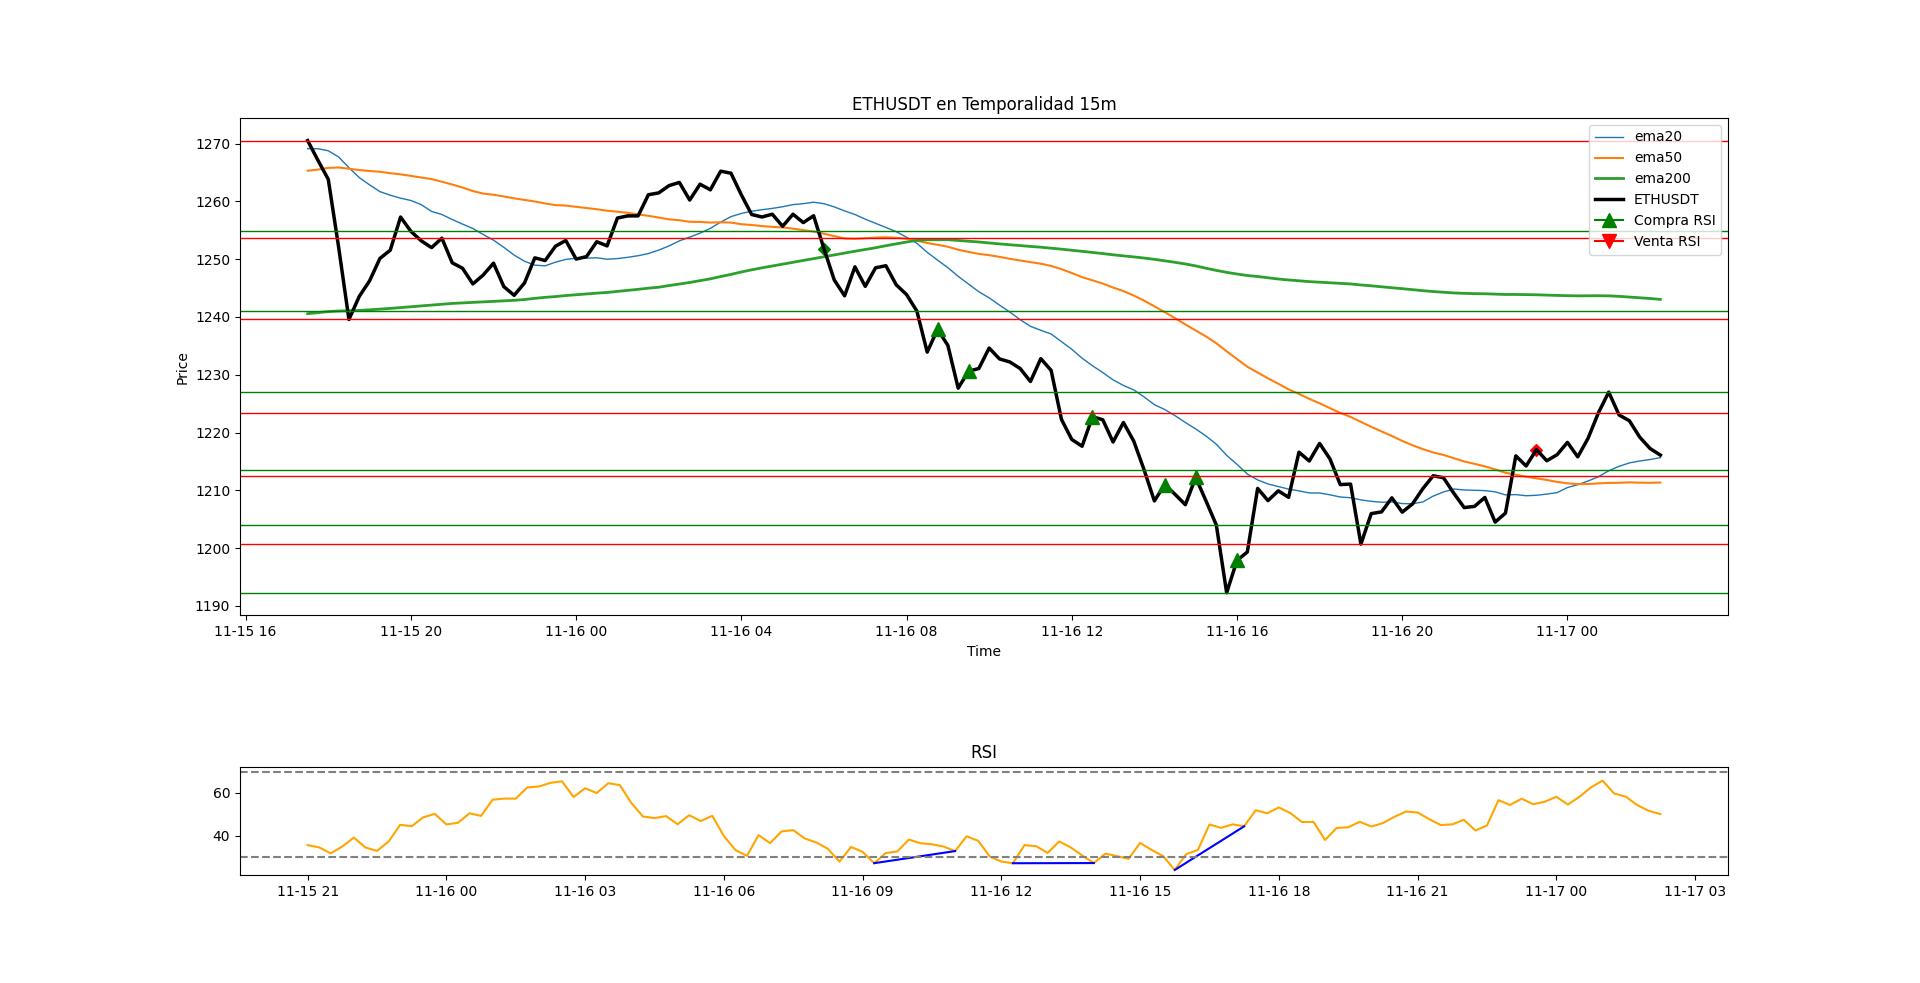 ETHUSDT en Temporalidad 15m
ema20
ema50
ema200
ETHUSDT
Compra RSI
Venta RSI
Price
1270
1260
1250
1240
1230
1220
1210
1200
1190
11-15 16 11-15 20 11-16 00 11-16 04 11-16 08 11-16 12 11-16 16 11-16 20 11-17 00
Time
RSI
60
40
11-15 21 11-16 00 11-16 03 11-16 06 11-16 09 11-16 12 11-16 15 11-16 18 11-16 21 11-17 00 11-17 03